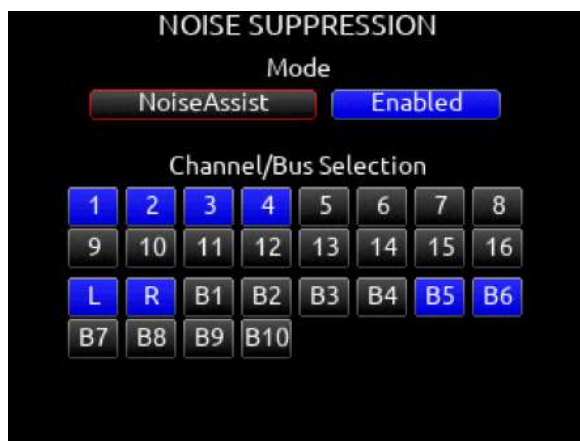 NOISE SUPPRESSION
Mode
NoiseAssist Enabled
Channel/Bus Selection
1 2 3 4 5 6 7 8
9 10 11 12 13 14 15 16
L R B1 B2 B3 B4 B5 B6
B7 B8 B9 B10